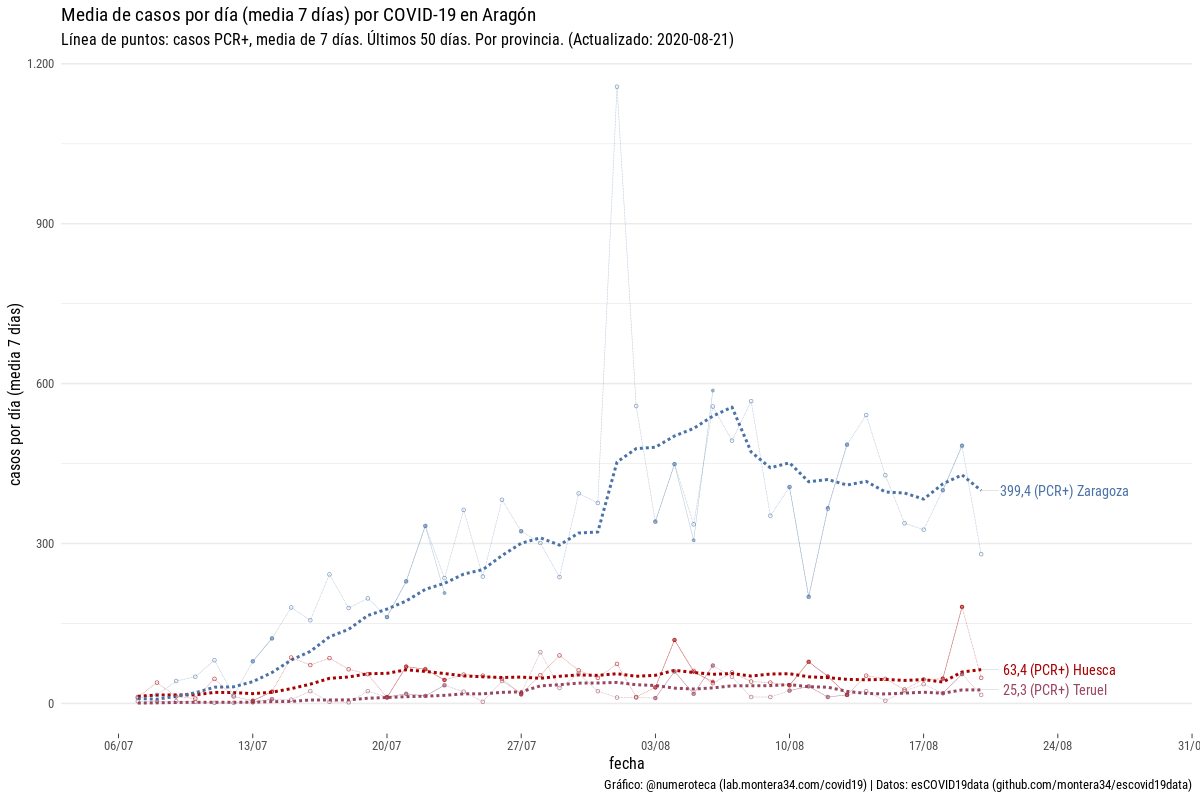 Media de casos por día (media 7 días) por COVID-19 en Aragón
Línea de puntos: casos PCR+, media de 7 días. Últimos 50 días. Por provincia. (Actualizado: 2020-08-21)
1.200
900
600
300
0
casos por día (media 7 días)
399,4 (PCR+) Zaragoza
63,4 (PCR+) Huesca
25,3 (PCR+) Teruel
06/07
13/07
20/07
27/07
03/08
10/08
17/08
24/08
31/0
fecha
Gráfico: @numeroteca (lab.montera34.com/covid19) | Datos: esCOVID19data (github.com/montera34/escovid19data)